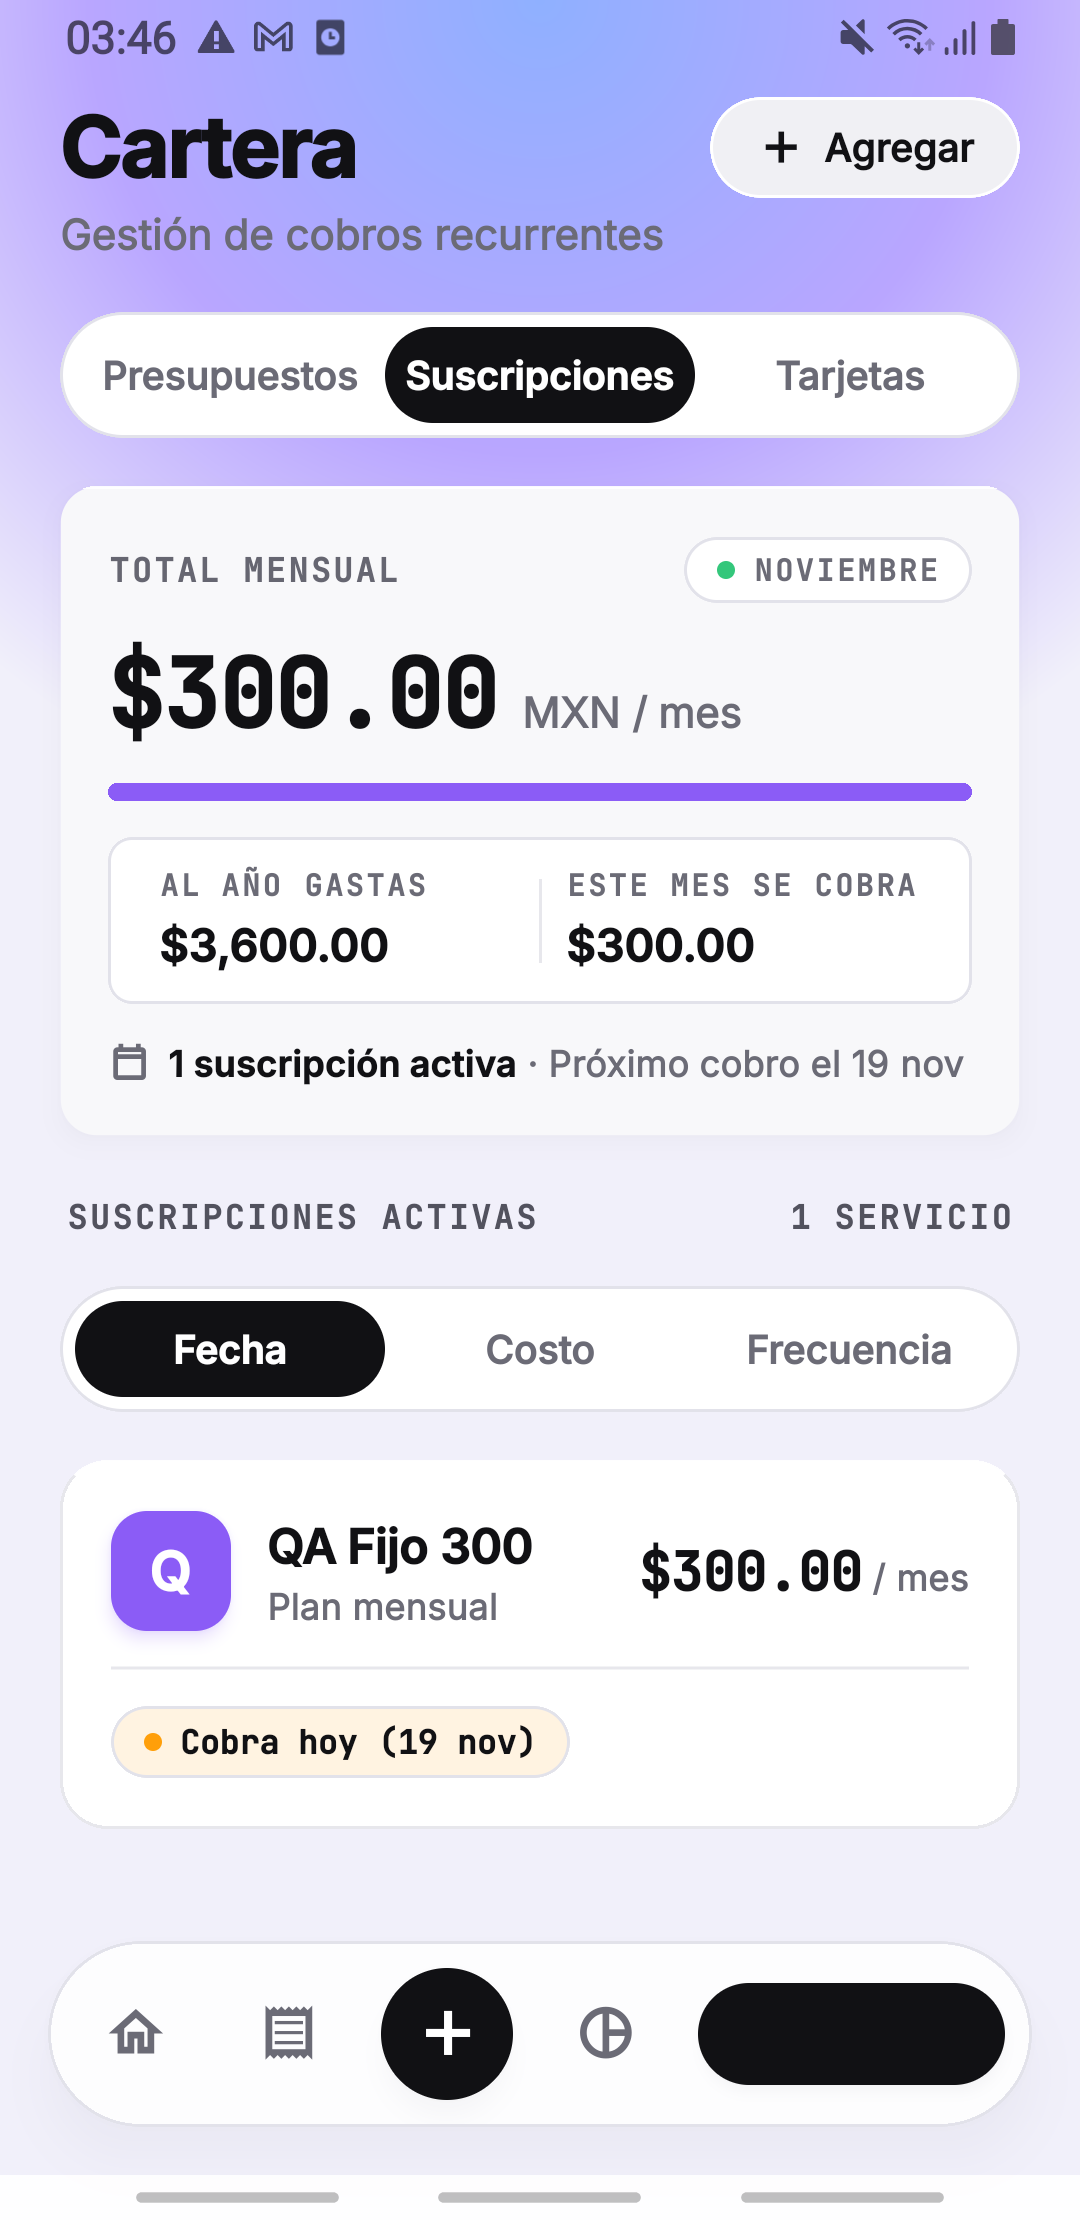 03:46
Cartera
+ Agregar
Gestión de cobros recurrentes
Presupuestos Suscripciones Tarjetas
TOTAL MENSUAL
NOVIEMBRE
$300.00 MXN / mes
AL AÑO GASTAS
ESTE MES SE COBRA
$3,600.00
$300.00
1 suscripción activa · Próximo cobro el 19 nov
SUSCRIPCIONES ACTIVAS
1 SERVICIO
Fecha Costo Frecuencia
Q
QA Fijo 300
Plan mensual
$300.00 / mes
Cobra hoy (19 nov)